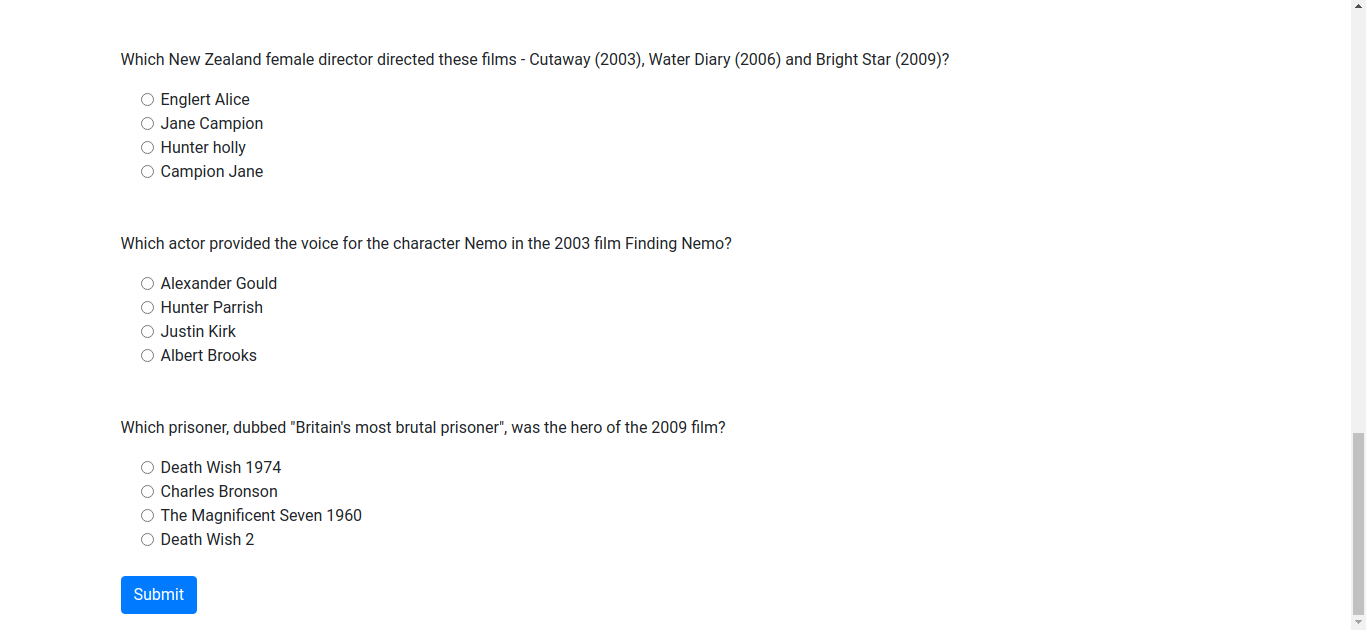 Which New Zealand female director directed these films - Cutaway (2003), Water Diary (2006) and Bright Star (2009)?
Englert Alice
Jane Campion
Hunter holly
Campion Jane
Which actor provided the voice for the character Nemo in the 2003 film Finding Nemo?
Alexander Gould
Hunter Parrish
Justin Kirk
Albert Brooks
Which prisoner, dubbed "Britain's most brutal prisoner", was the hero of the 2009 film?
Death Wish 1974
Charles Bronson
The Magnificent Seven 1960
Death Wish 2
Submit